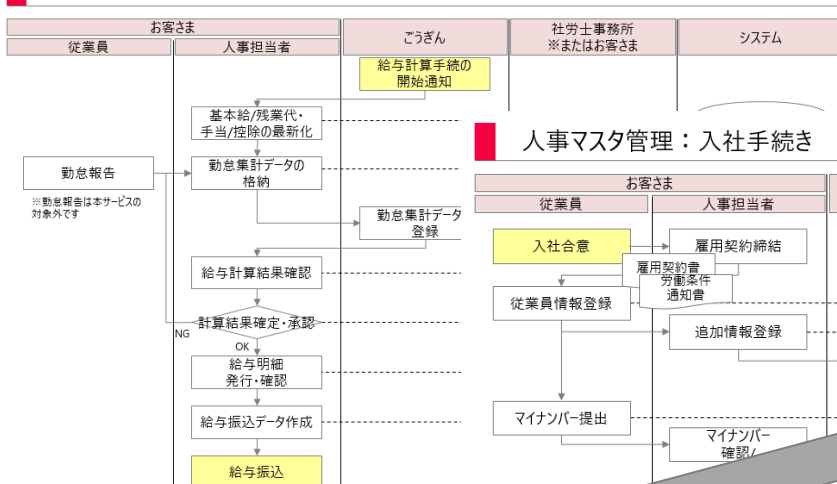 お客さま
ごうぎん
社労士事務所
※またはお客さま
システム
従業員
人事担当者
給与計算手続の
開始通知
基本給/残業代・
手当/控除の最新化
勤怠報告
※勤怠報告は本サービスの
対象外です
勤怠集計データの
格納
勤怠集計データ
登録
給与計算結果確認
計算結果確定・承認
NG
OK
給与明細
発行・確認
給与振込データ作成
給与振込
人事マスタ管理：入社手続き
お客さま
従業員
人事担当者
入社合意
雇用契約締結
雇用契約書
労働条件
通知書
従業員情報登録
追加情報登録
マイナンバー提出
マイナンバー
確認/